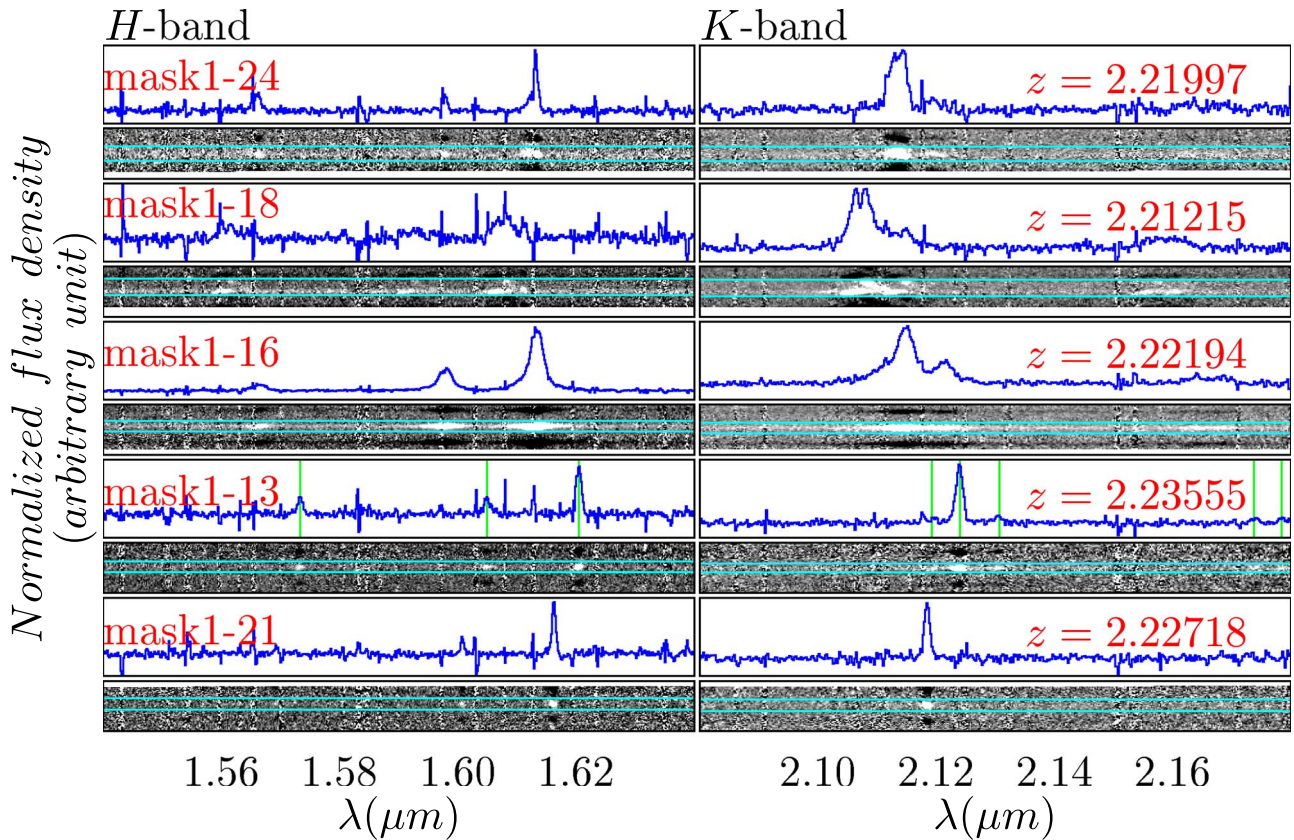 H-band K-band
mask1-24 z = 2.21997
mask1-18 z = 2.21215
mask1-16 z = 2.22194
mask1-13 z = 2.23555
mask1-21 z = 2.22718
Normalized flux density
(arbitrary unit)
1.56 1.58 1.60 1.62 2.10 2.12 2.14 2.16
λ(μm) λ(μm)